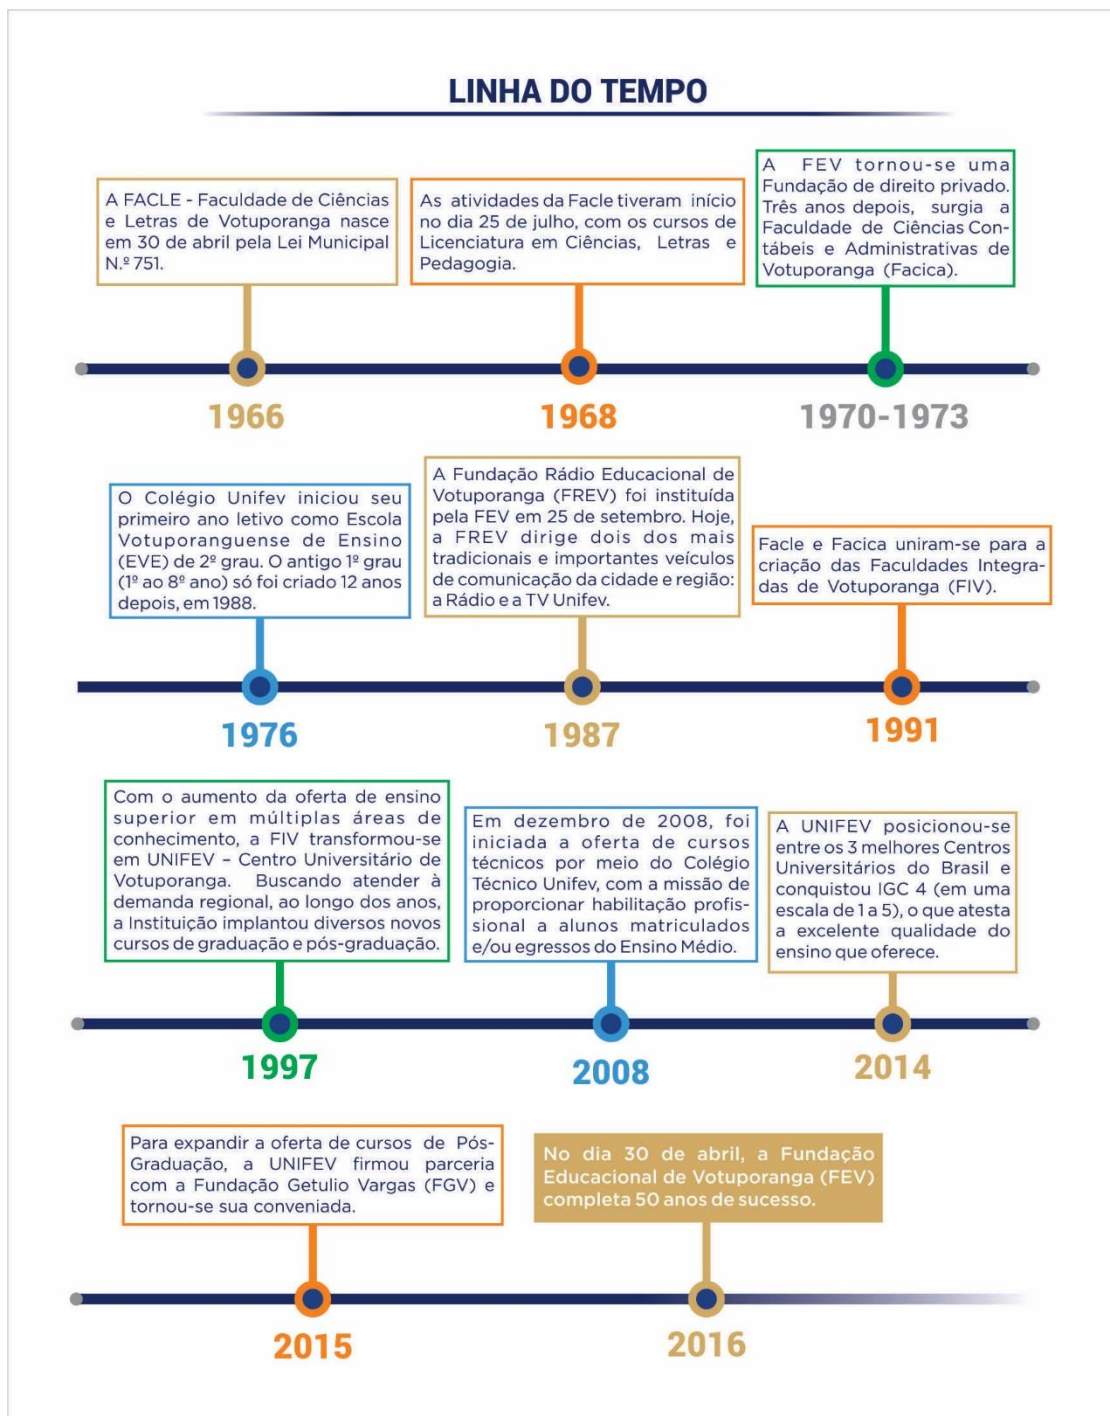 LINHA DO TEMPO
A FACLE - Faculdade de Ciências
e Letras de Votuporanga nasce
em 30 de abril pela Lei Municipal
N.º 751.
1966
As atividades da Facle tiveram início
no dia 25 de julho, com os cursos de
Licenciatura em Ciências, Letras e
Pedagogia.
1968
A FEV tornou-se uma
Fundação de direito privado.
Três anos depois, surgia a
Faculdade de Ciências Con-
tábeis e Administrativas de
Votuporanga (Facica).
1970-1973
O Colégio Unifev iniciou seu
primeiro ano letivo como Escola
Votuporanguense de Ensino
(EVE) de 2º grau. O antigo 1º grau
(1º ao 8º ano) só foi criado 12 anos
depois, em 1988.
1976
A Fundação Rádio Educacional de
Votuporanga (FREV) foi instituída
pela FEV em 25 de setembro. Hoje,
a FREV dirige dois dos mais
tradicionais e importantes veículos
de comunicação da cidade e região:
a Rádio e a TV Unifev.
1987
Facle e Facica uniram-se para a
criação das Faculdades Integra-
das de Votuporanga (FIV).
1991
Com o aumento da oferta de ensino
superior em múltiplas áreas de
conhecimento, a FIV transformou-se
em UNIFEV – Centro Universitário de
Votuporanga. Buscando atender à
demanda regional, ao longo dos anos,
a Instituição implantou diversos novos
cursos de graduação e pós-graduação.
1997
Em dezembro de 2008, foi
iniciada a oferta de cursos
técnicos por meio do Colégio
Técnico Unifev, com a missão de
proporcionar habilitação profis-
sional a alunos matriculados
e/ou egressos do Ensino Médio.
2008
A UNIFEV posicionou-se
entre os 3 melhores Centros
Universitários do Brasil e
conquistou IGC 4 (em uma
escala de 1 a 5), o que atesta
a excelente qualidade do
ensino que oferece.
2014
Para expandir a oferta de cursos de Pós-
Graduação, a UNIFEV firmou parceria
com a Fundação Getulio Vargas (FGV) e
tornou-se sua conveniada.
2015
No dia 30 de abril, a Fundação
Educacional de Votuporanga (FEV)
completa 50 anos de sucesso.
2016